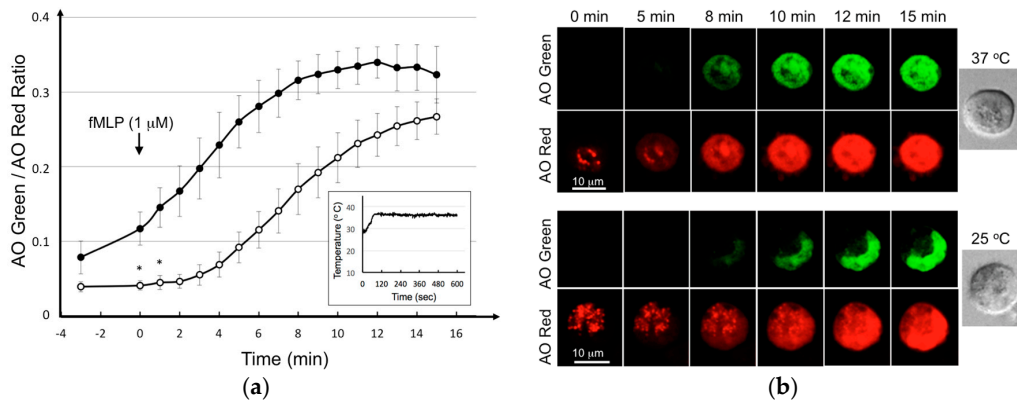 (a)
AO Green / AO Red Ratio
0.4
0.3
0.2
0.1
0
fMLP (1 µM)
*
*
-4 -2 0 2 4 6 8 10 12 14 16
Time (min)
Temperature (º C)
40
30
20
10
0 120 240 360 480 600
Time (sec)
(b)
0 min 5 min 8 min 10 min 12 min 15 min
AO Green
AO Red
10 µm
37 ºC
AO Green
AO Red
10 µm
25 ºC